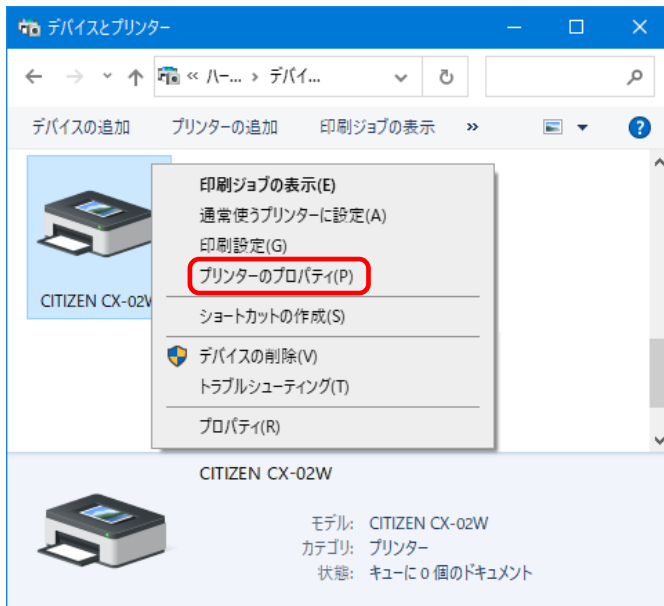 デバイスとプリンター
« ハー... › デバイ...
デバイスの追加 プリンターの追加 印刷ジョブの表示 »
印刷ジョブの表示(E)
通常使うプリンターに設定(A)
印刷設定(G)
プリンターのプロパティ(P)
CITIZEN CX-02W
ショートカットの作成(S)
デバイスの削除(V)
トラブルシューティング(T)
プロパティ(R)
CITIZEN CX-02W
モデル: CITIZEN CX-02W
カテゴリ: プリンター
状態: キューに 0 個のドキュメント